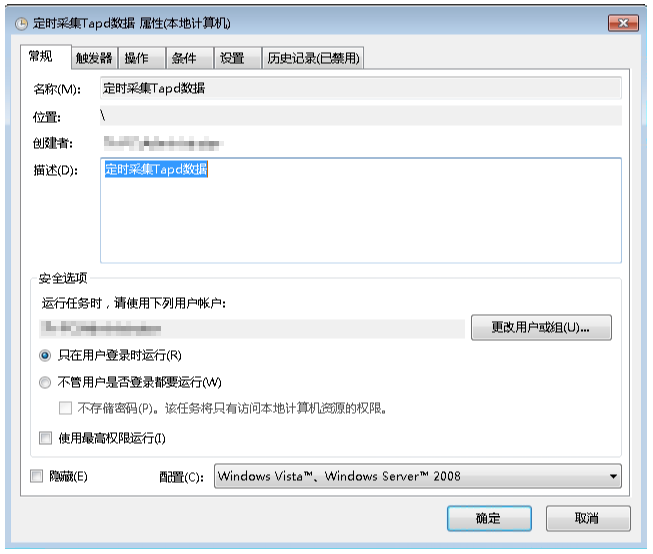 定时采集Tapd数据 属性(本地计算机)
常规 触发器 操作 条件 设置 历史记录(已禁用)
名称(M): 定时采集Tapd数据
位置: \
创建者:
描述(D): 定时采集Tapd数据
安全选项
运行任务时，请使用下列用户帐户:
更改用户或组(U)...
只在用户登录时运行(R)
不管用户是否登录都要运行(W)
不存储密码(P)。该任务将只有访问本地计算机资源的权限。
使用最高权限运行(I)
隐藏(E) 配置(C): Windows Vista™、Windows Server™ 2008
确定 取消